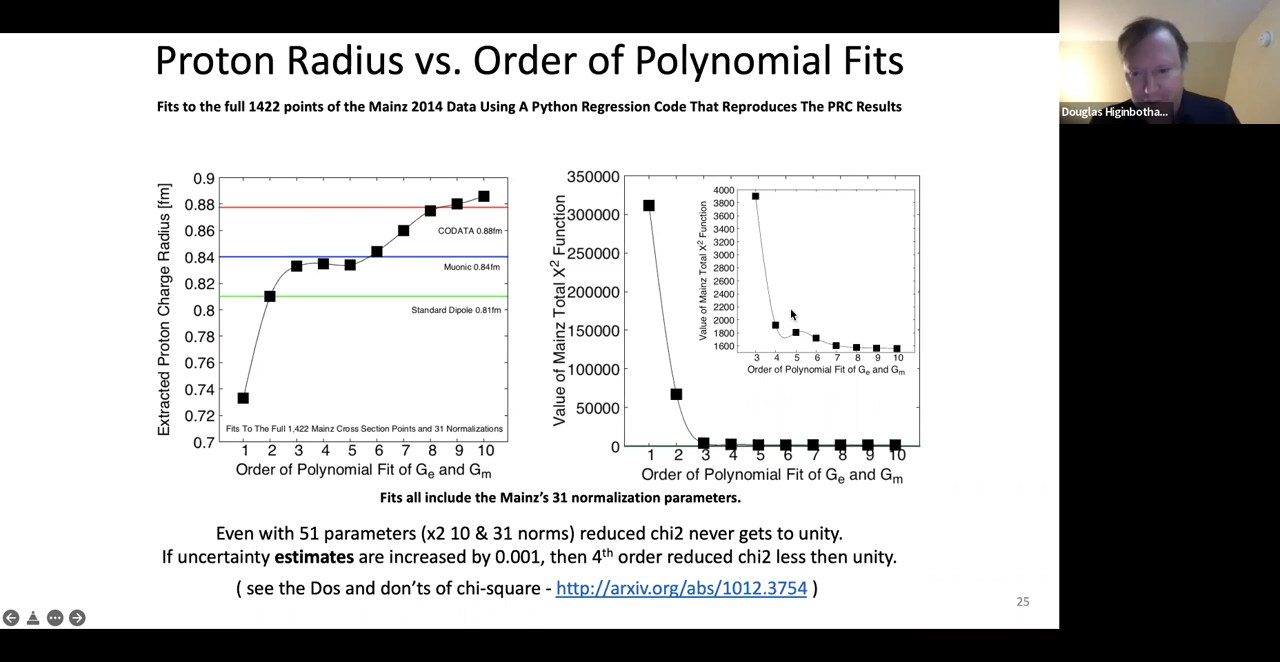 Proton Radius vs. Order of Polynomial Fits
Fits to the full 1422 points of the Mainz 2014 Data Using A Python Regression Code That Reproduces The PRC Results
Extracted Proton Charge Radius [fm]
0.9
0.88
0.86
0.84
0.82
0.8
0.78
0.76
0.74
0.72
0.7
CODATA 0.88fm
Muonic 0.84fm
Standard Dipole 0.81fm
Fits To The Full 1,422 Mainz Cross Section Points and 31 Normalizations
1 2 3 4 5 6 7 8 9 10
Order of Polynomial Fit of Ge and Gm
Value of Mainz Total X² Function
350000
300000
250000
200000
150000
100000
50000
0
1 2 3 4 5 6 7 8 9 10
Order of Polynomial Fit of Ge and Gm
Value of Mainz Total X² Function
4000
3800
3600
3400
3200
3000
2800
2600
2400
2200
2000
1800
1600
3 4 5 6 7 8 9 10
Order of Polynomial Fit of Ge and Gm
Fits all include the Mainz's 31 normalization parameters.
Even with 51 parameters (x2 10 & 31 norms) reduced chi2 never gets to unity.
If uncertainty estimates are increased by 0.001, then 4th order reduced chi2 less then unity.
( see the Dos and don'ts of chi-square - http://arxiv.org/abs/1012.3754 )
25
Douglas Higinbotha...